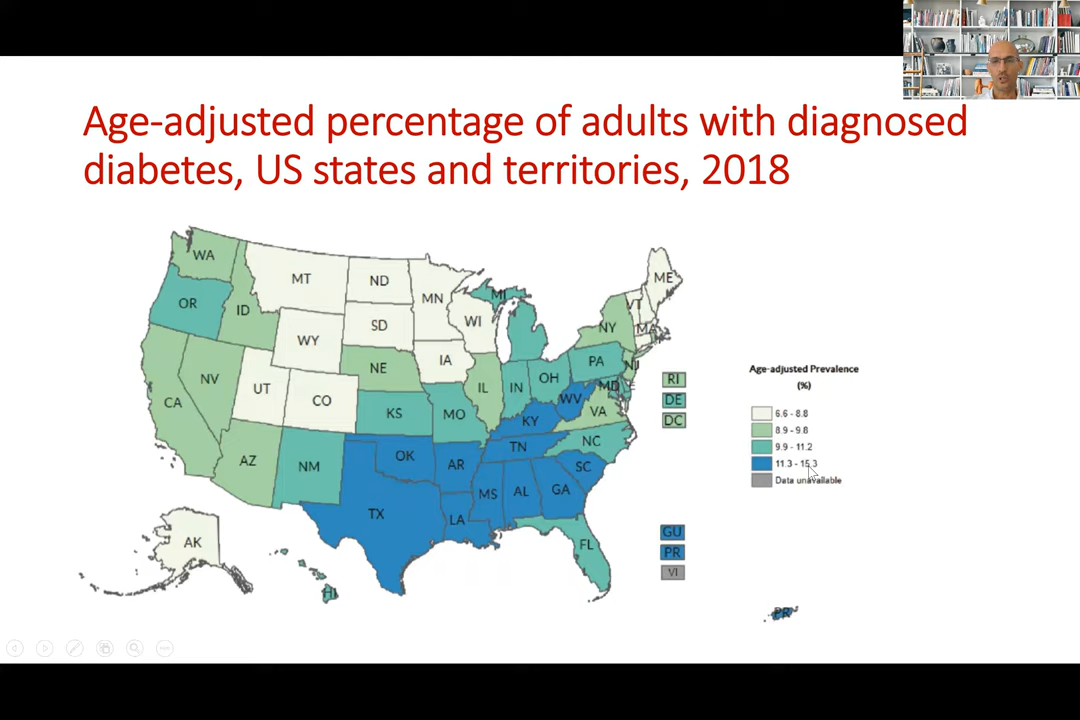 Age-adjusted percentage of adults with diagnosed
diabetes, US states and territories, 2018
WA
MT
ND
MN
ME
OR
ID
SD
WI
MI
VT
NY
MA
WY
NE
IA
PA
NJ
NV
UT
CO
IL
IN
OH
MD
CA
KS
MO
WV
VA
KY
AZ
NM
OK
AR
TN
NC
SC
MS
AL
GA
TX
LA
FL
AK
HI
PR
RI
DE
DC
GU
PR
VI
Age-adjusted Prevalence
(%)
6.6 - 8.8
8.9 - 9.8
9.9 - 11.2
11.3 - 15.3
Data unavailable